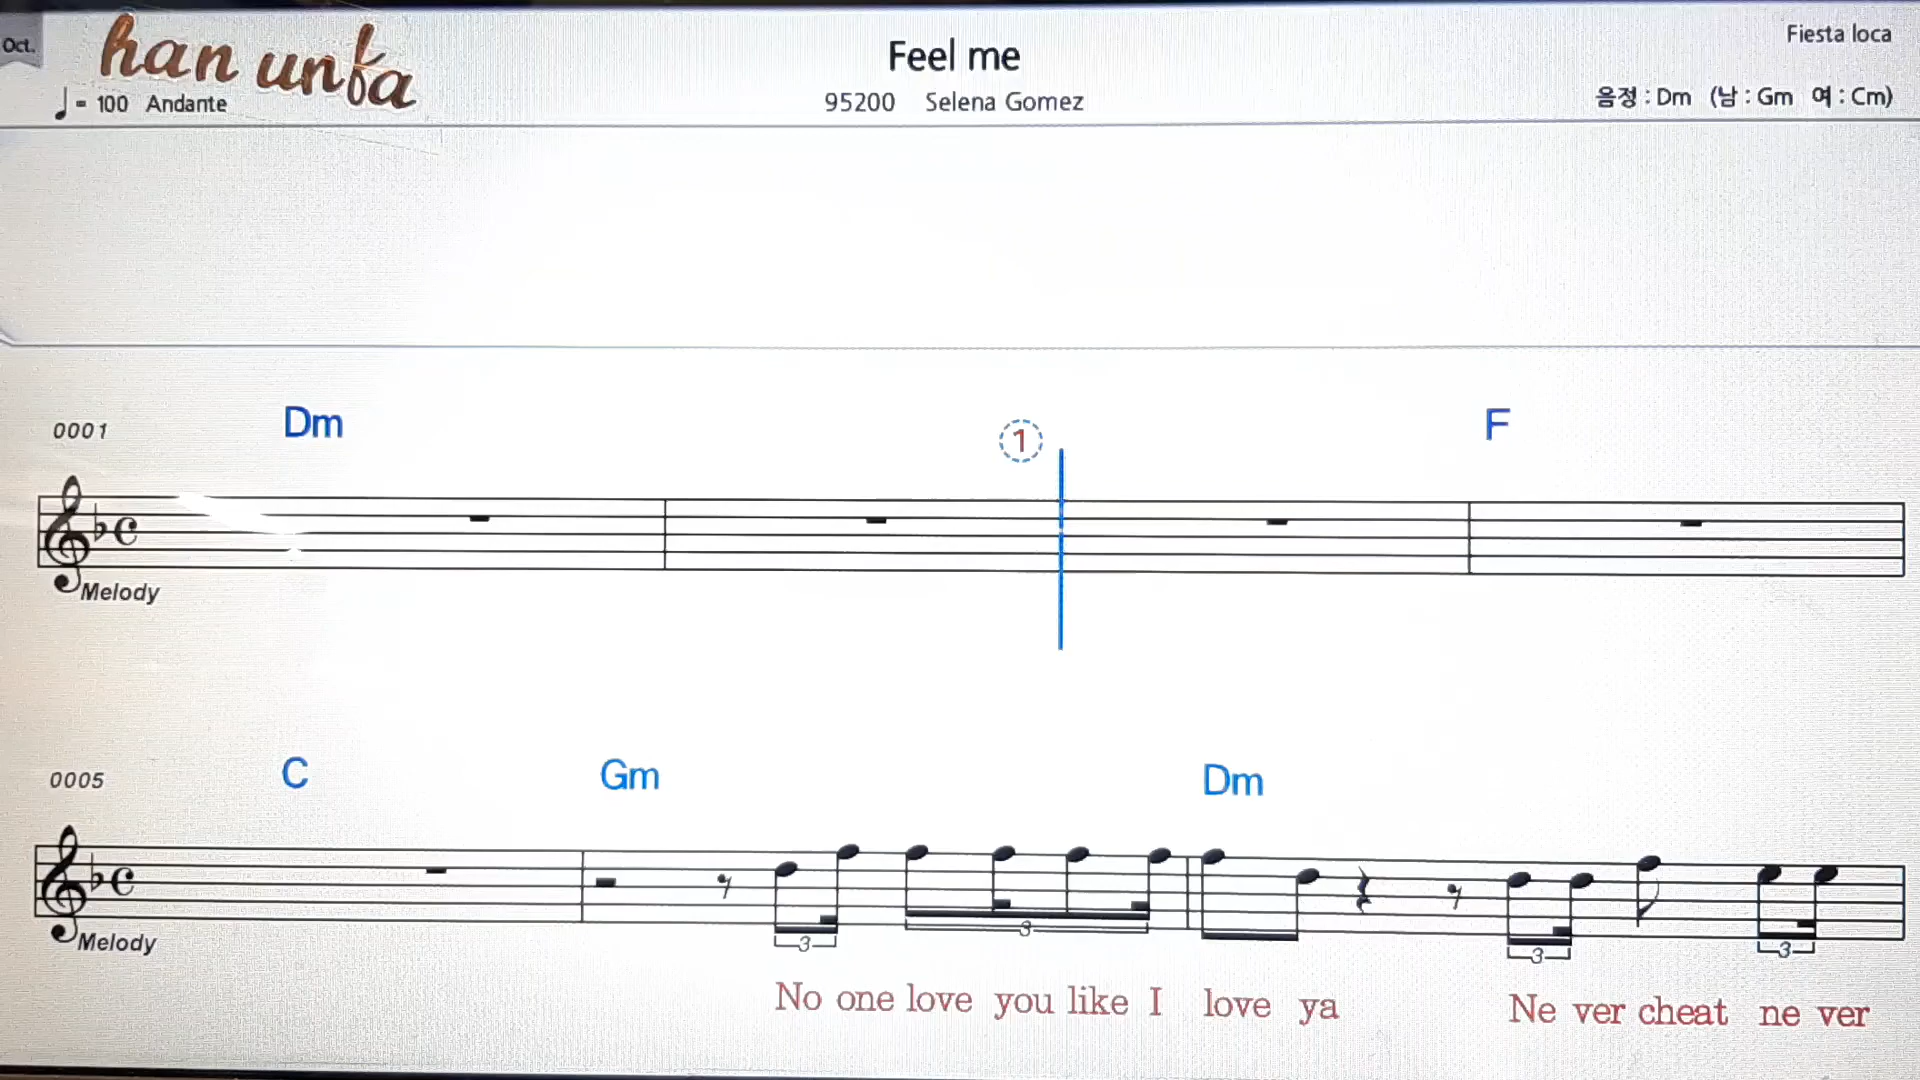 Oct.
han unfa
Feel me
Fiesta loca
♩ = 100 Andante
95200 Selena Gomez
음정 : Dm (남 : Gm 여 : Cm)
0001 Dm 1 F
Melody
0005 C Gm Dm
Melody
3 3 3 3
No one love you like I love ya Ne ver cheat ne ver